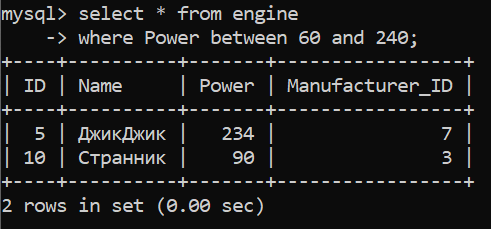 mysql> select * from engine
    -> where Power between 60 and 240;
+----+----------+-------+-----------------+
| ID | Name     | Power | Manufacturer_ID |
+----+----------+-------+-----------------+
|  5 | ДжикДжик |   234 |               7 |
| 10 | Странник |    90 |               3 |
+----+----------+-------+-----------------+
2 rows in set (0.00 sec)